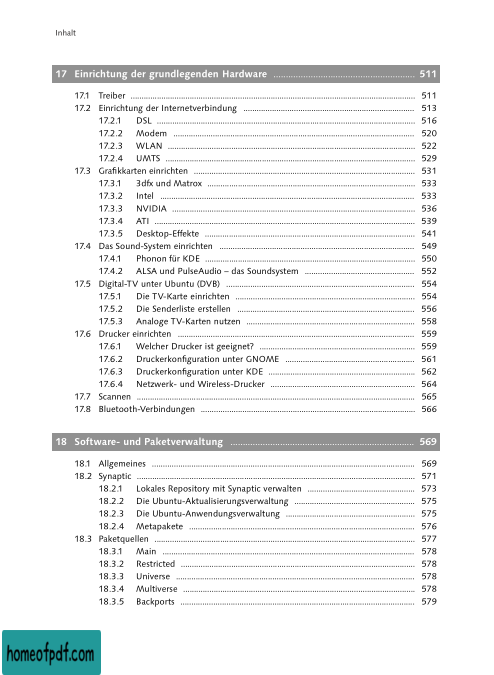 Inhalt
17 Einrichtung der grundlegenden Hardware ........ 511
17.1 Treiber ........ 511
17.2 Einrichtung der Internetverbindung ........ 513
17.2.1 DSL ........ 516
17.2.2 Modem ........ 520
17.2.3 WLAN ........ 522
17.2.4 UMTS ........ 529
17.3 Grafikkarten einrichten ........ 531
17.3.1 3dfx und Matrox ........ 533
17.3.2 Intel ........ 533
17.3.3 NVIDIA ........ 536
17.3.4 ATI ........ 539
17.3.5 Desktop-Effekte ........ 541
17.4 Das Sound-System einrichten ........ 549
17.4.1 Phonon für KDE ........ 550
17.4.2 ALSA und PulseAudio – das Soundsystem ........ 552
17.5 Digital-TV unter Ubuntu (DVB) ........ 554
17.5.1 Die TV-Karte einrichten ........ 554
17.5.2 Die Senderliste erstellen ........ 556
17.5.3 Analoge TV-Karten nutzen ........ 558
17.6 Drucker einrichten ........ 559
17.6.1 Welcher Drucker ist geeignet? ........ 559
17.6.2 Druckerkonfiguration unter GNOME ........ 561
17.6.3 Druckerkonfiguration unter KDE ........ 562
17.6.4 Netzwerk- und Wireless-Drucker ........ 564
17.7 Scannen ........ 565
17.8 Bluetooth-Verbindungen ........ 566
18 Software- und Paketverwaltung ........ 569
18.1 Allgemeines ........ 569
18.2 Synaptic ........ 571
18.2.1 Lokales Repository mit Synaptic verwalten ........ 573
18.2.2 Die Ubuntu-Aktualisierungsverwaltung ........ 575
18.2.3 Die Ubuntu-Anwendungsverwaltung ........ 575
18.2.4 Metapakete ........ 576
18.3 Paketquellen ........ 577
18.3.1 Main ........ 578
18.3.2 Restricted ........ 578
18.3.3 Universe ........ 578
18.3.4 Multiverse ........ 578
18.3.5 Backports ........ 579
homeofpdf.com